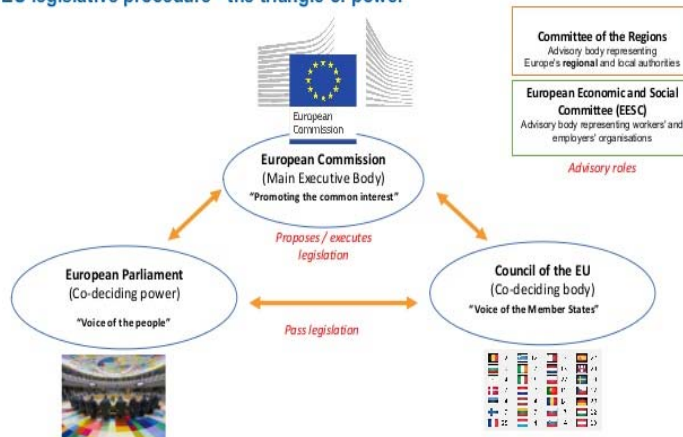 EU legislative procedure - the triangle of power
Committee of the Regions
Advisory body representing
Europe's regional and local authorities
European Economic and Social
Committee (EESC)
Advisory body representing workers' and
employers' organisations
Advisory roles
European
Commission
European Commission
(Main Executive Body)
"Promoting the common interest"
Proposes / executes
legislation
European Parliament
(Co-deciding power)
"Voice of the people"
Council of the EU
(Co-deciding body)
"Voice of the Member States"
Pass legislation